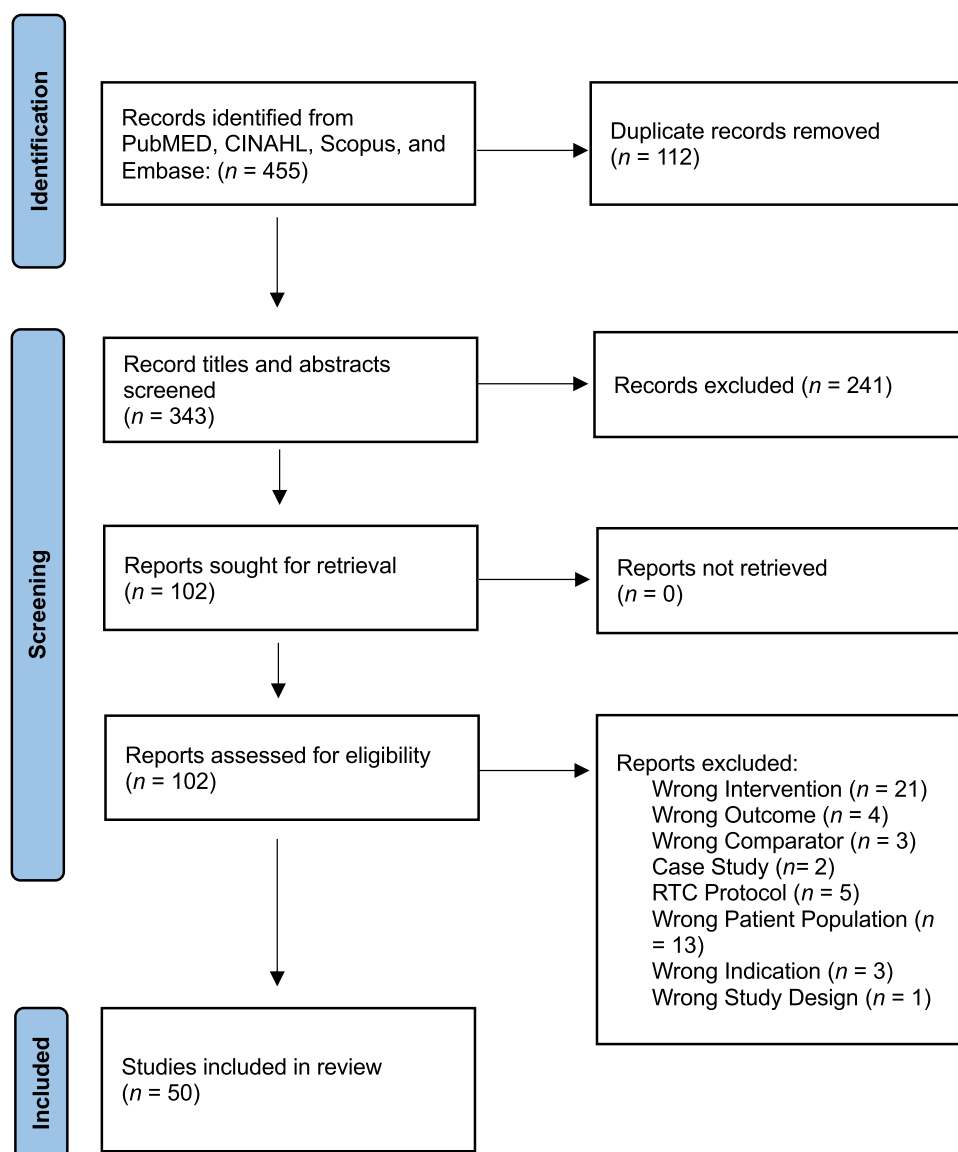 Identification
Records identified from
PubMED, CINAHL, Scopus, and
Embase: (n = 455)
Duplicate records removed
(n = 112)
Screening
Record titles and abstracts
screened
(n = 343)
Records excluded (n = 241)
Reports sought for retrieval
(n = 102)
Reports not retrieved
(n = 0)
Reports assessed for eligibility
(n = 102)
Reports excluded:
Wrong Intervention (n = 21)
Wrong Outcome (n = 4)
Wrong Comparator (n = 3)
Case Study (n= 2)
RTC Protocol (n = 5)
Wrong Patient Population (n
= 13)
Wrong Indication (n = 3)
Wrong Study Design (n = 1)
Included
Studies included in review
(n = 50)